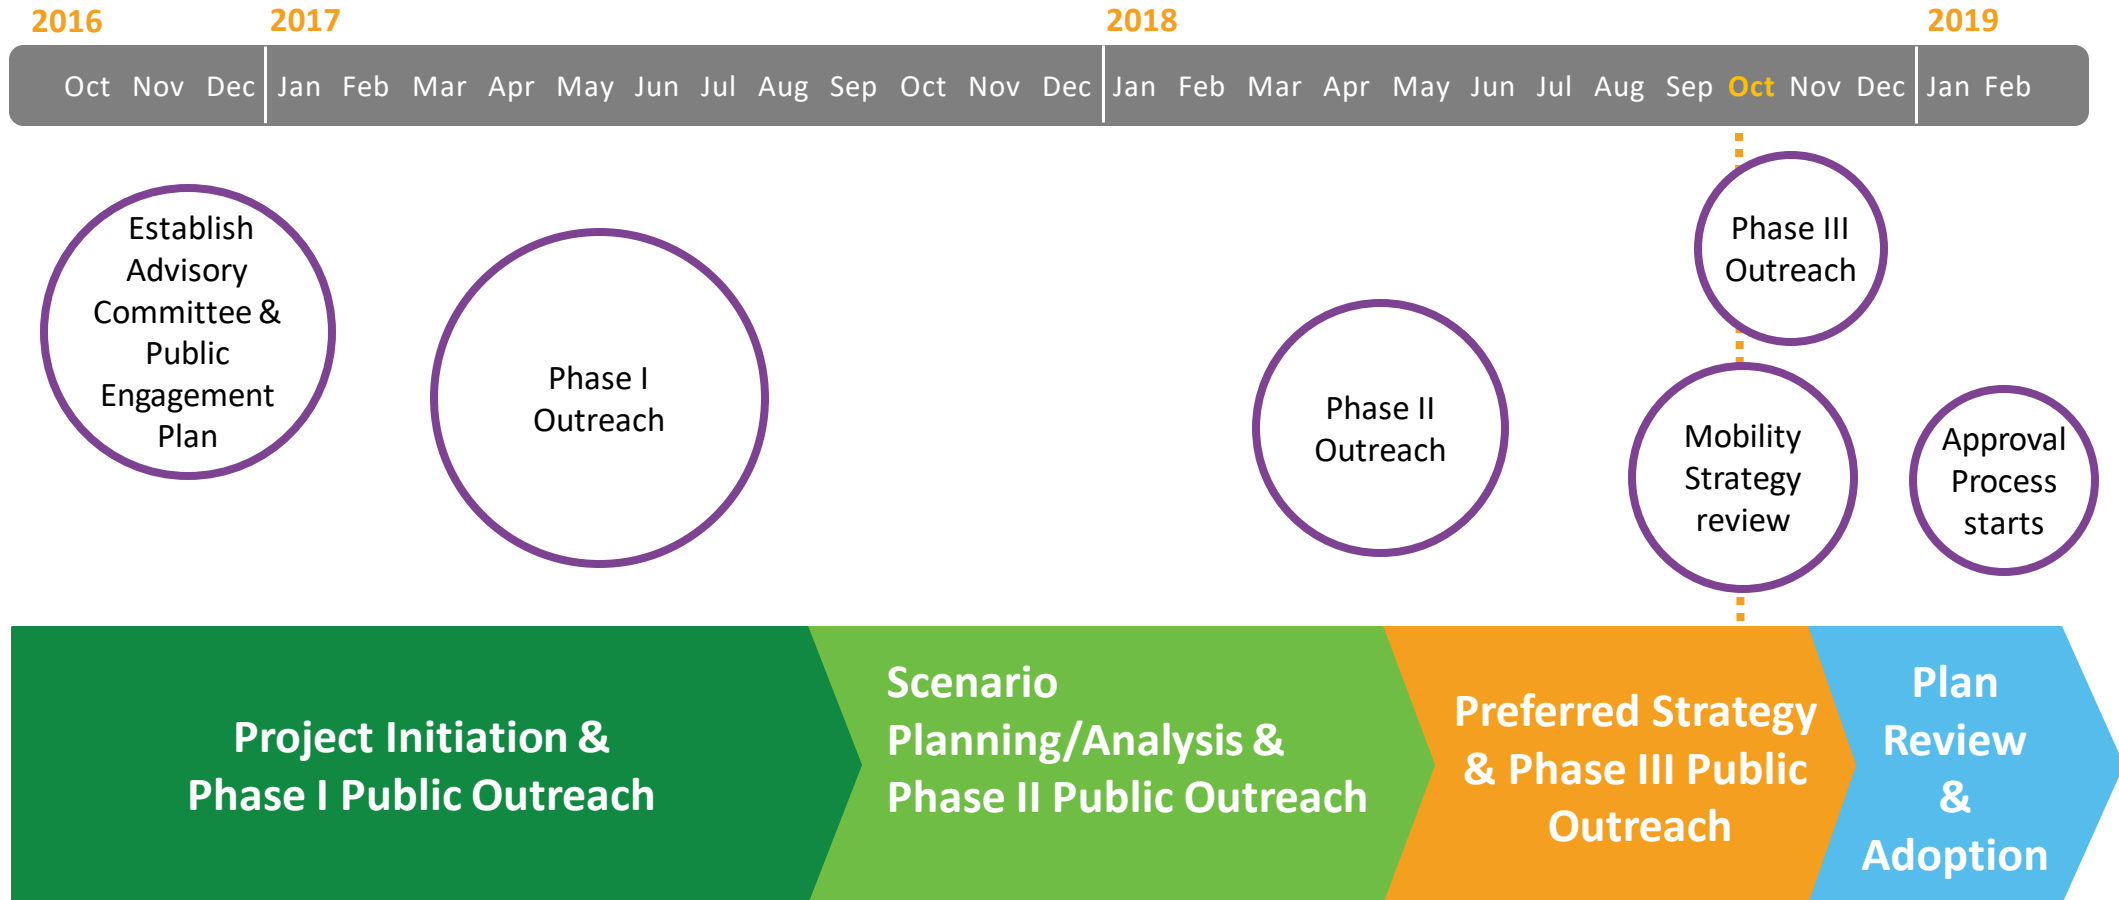 2016 2017 2018 2019
Oct Nov Dec Jan Feb Mar Apr May Jun Jul Aug Sep Oct Nov Dec Jan Feb Mar Apr May Jun Jul Aug Sep Oct Nov Dec Jan Feb
Establish
Advisory
Committee &
Public
Engagement
Plan
Phase I
Outreach
Phase II
Outreach
Phase III
Outreach
Mobility
Strategy
review
Approval
Process
starts
Project Initiation &
Phase I Public Outreach
Scenario
Planning/Analysis &
Phase II Public Outreach
Preferred Strategy
& Phase III Public
Outreach
Plan
Review
&
Adoption